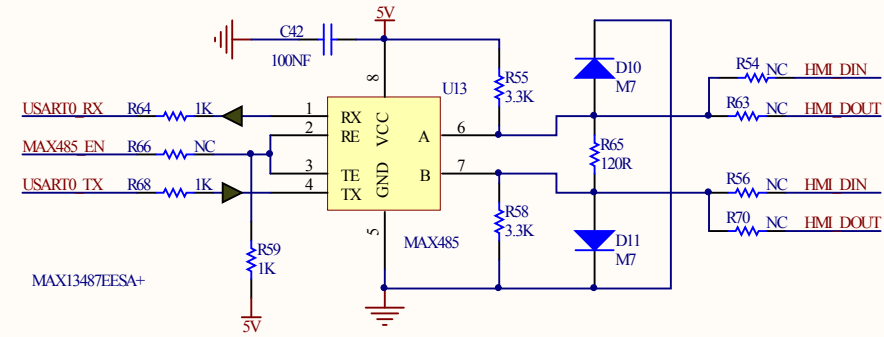 5V
C42
100NF
8
U13
R55
3.3K
D10
M7
R54 NC HMI_DIN
USART0_RX R64 1K 1 RX VCC A 6 R63 NC HMI_DOUT
2 RE
MAX485_EN R66 NC
R65
120R
3 TE GND B 7
USART0_TX R68 1K 4 TX R56 NC HMI_DIN
R70 NC HMI_DOUT
R58
3.3K
5
MAX485
D11
M7
R59
1K
MAX13487EESA+
5V